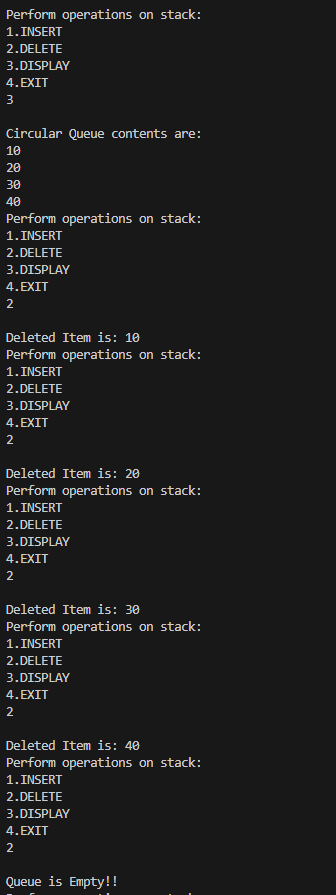 Perform operations on stack:
1.INSERT
2.DELETE
3.DISPLAY
4.EXIT
3
Circular Queue contents are:
10
20
30
40
Perform operations on stack:
1.INSERT
2.DELETE
3.DISPLAY
4.EXIT
2
Deleted Item is: 10
Perform operations on stack:
1.INSERT
2.DELETE
3.DISPLAY
4.EXIT
2
Deleted Item is: 20
Perform operations on stack:
1.INSERT
2.DELETE
3.DISPLAY
4.EXIT
2
Deleted Item is: 30
Perform operations on stack:
1.INSERT
2.DELETE
3.DISPLAY
4.EXIT
2
Deleted Item is: 40
Perform operations on stack:
1.INSERT
2.DELETE
3.DISPLAY
4.EXIT
2
Queue is Empty!!